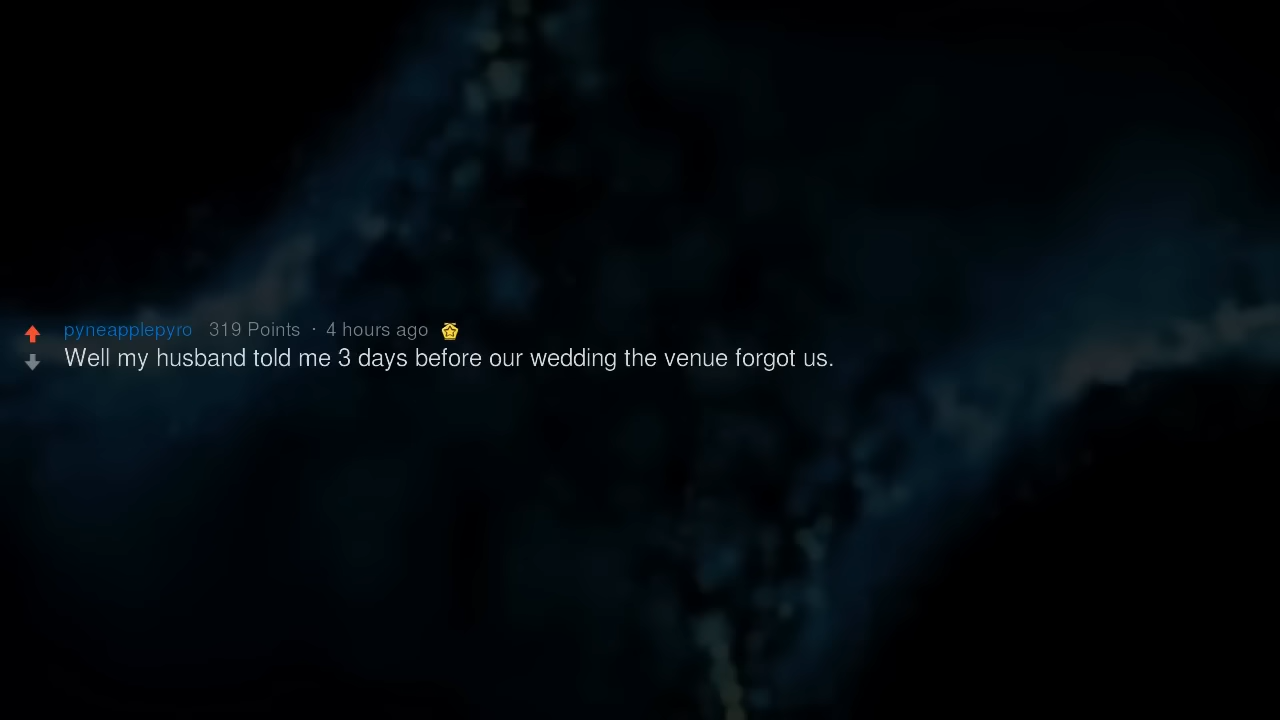 pyneapplepyro 319 Points · 4 hours ago
Well my husband told me 3 days before our wedding the venue forgot us.